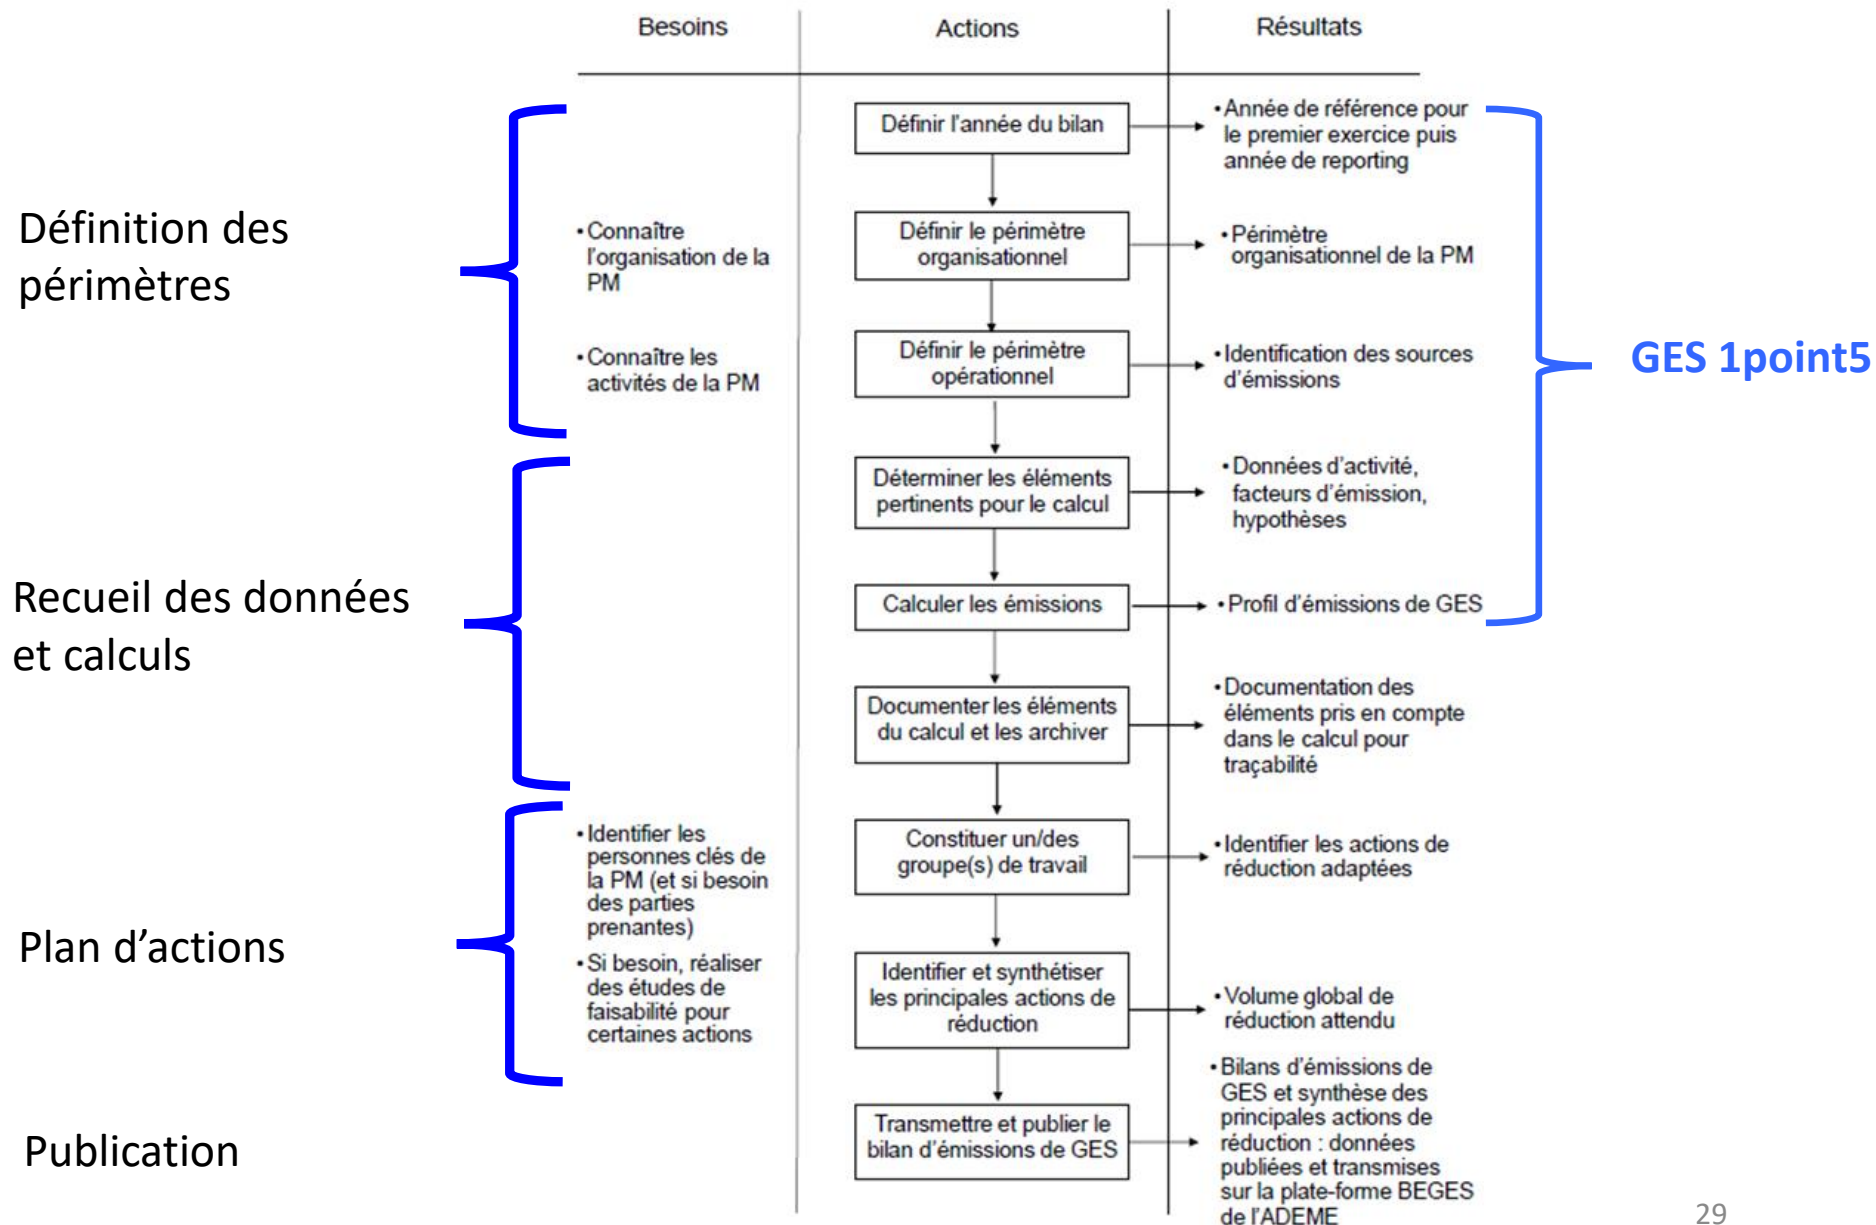 Besoins
Actions
Résultats
Définition des
périmètres
• Connaître
l'organisation de la
PM
• Connaître les
activités de la PM
Définir l'année du bilan
• Année de référence pour
le premier exercice puis
année de reporting
Définir le périmètre
organisationnel
• Périmètre
organisationnel de la PM
Définir le périmètre
opérationnel
• Identification des sources
d'émissions
GES 1point5
Recueil des données
et calculs
Déterminer les éléments
pertinents pour le calcul
• Données d'activité,
facteurs d'émission,
hypothèses
Calculer les émissions
• Profil d'émissions de GES
Documenter les éléments
du calcul et les archiver
• Documentation des
éléments pris en compte
dans le calcul pour
traçabilité
Plan d’actions
• Identifier les
personnes clés de
la PM (et si besoin
des parties
prenantes)
• Si besoin, réaliser
des études de
faisabilité pour
certaines actions
Constituer un/des
groupe(s) de travail
• Identifier les actions de
réduction adaptées
Identifier et synthétiser
les principales actions de
réduction
• Volume global de
réduction attendu
Publication
Transmettre et publier le
bilan d'émissions de GES
• Bilans d'émissions de
GES et synthèse des
principales actions de
réduction : données
publiées et transmises
sur la plate-forme BEGES
de l'ADEME
29